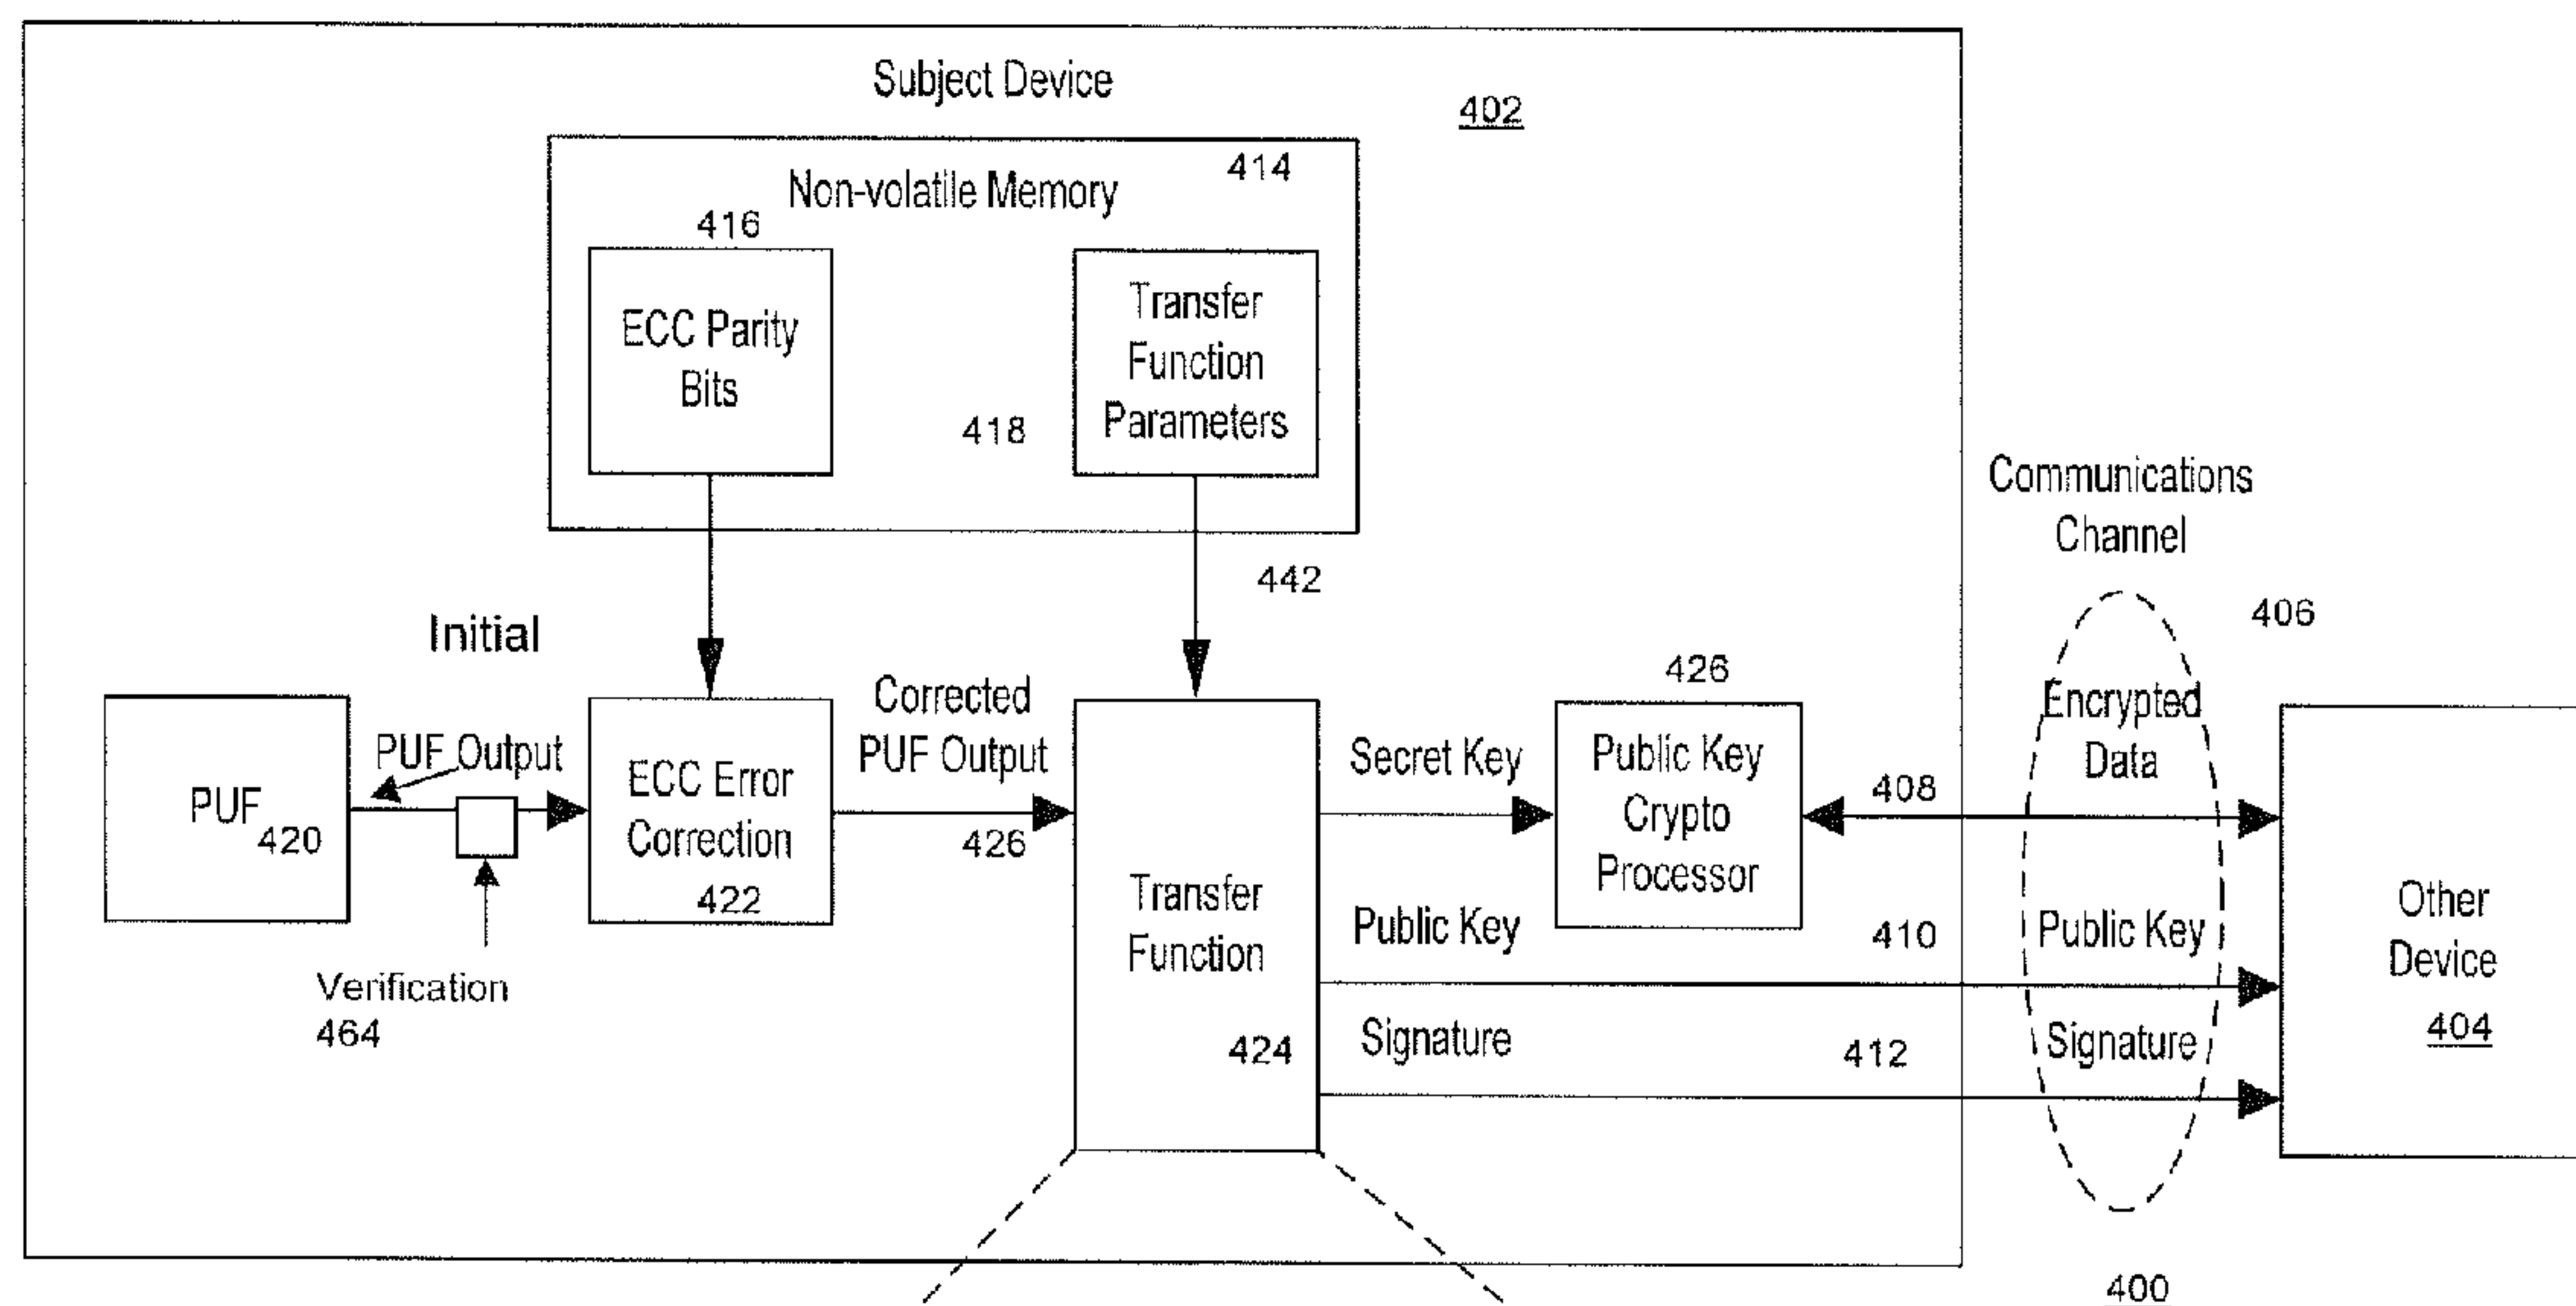 Subject Device
402
414
Non-volatile Memory
416
ECC Parity
Bits
Transfer
Function
Parameters
418
442
Communications
Channel
406
Initial
PUF Output
PUF
420
Verification
464
ECC Error
Correction
422
Corrected
PUF Output
426
Transfer
Function
424
Secret Key
Public Key
Signature
426
Public Key
Crypto
Processor
408
410
412
Encrypted
Data
Public Key
Signature
Other
Device
404
400